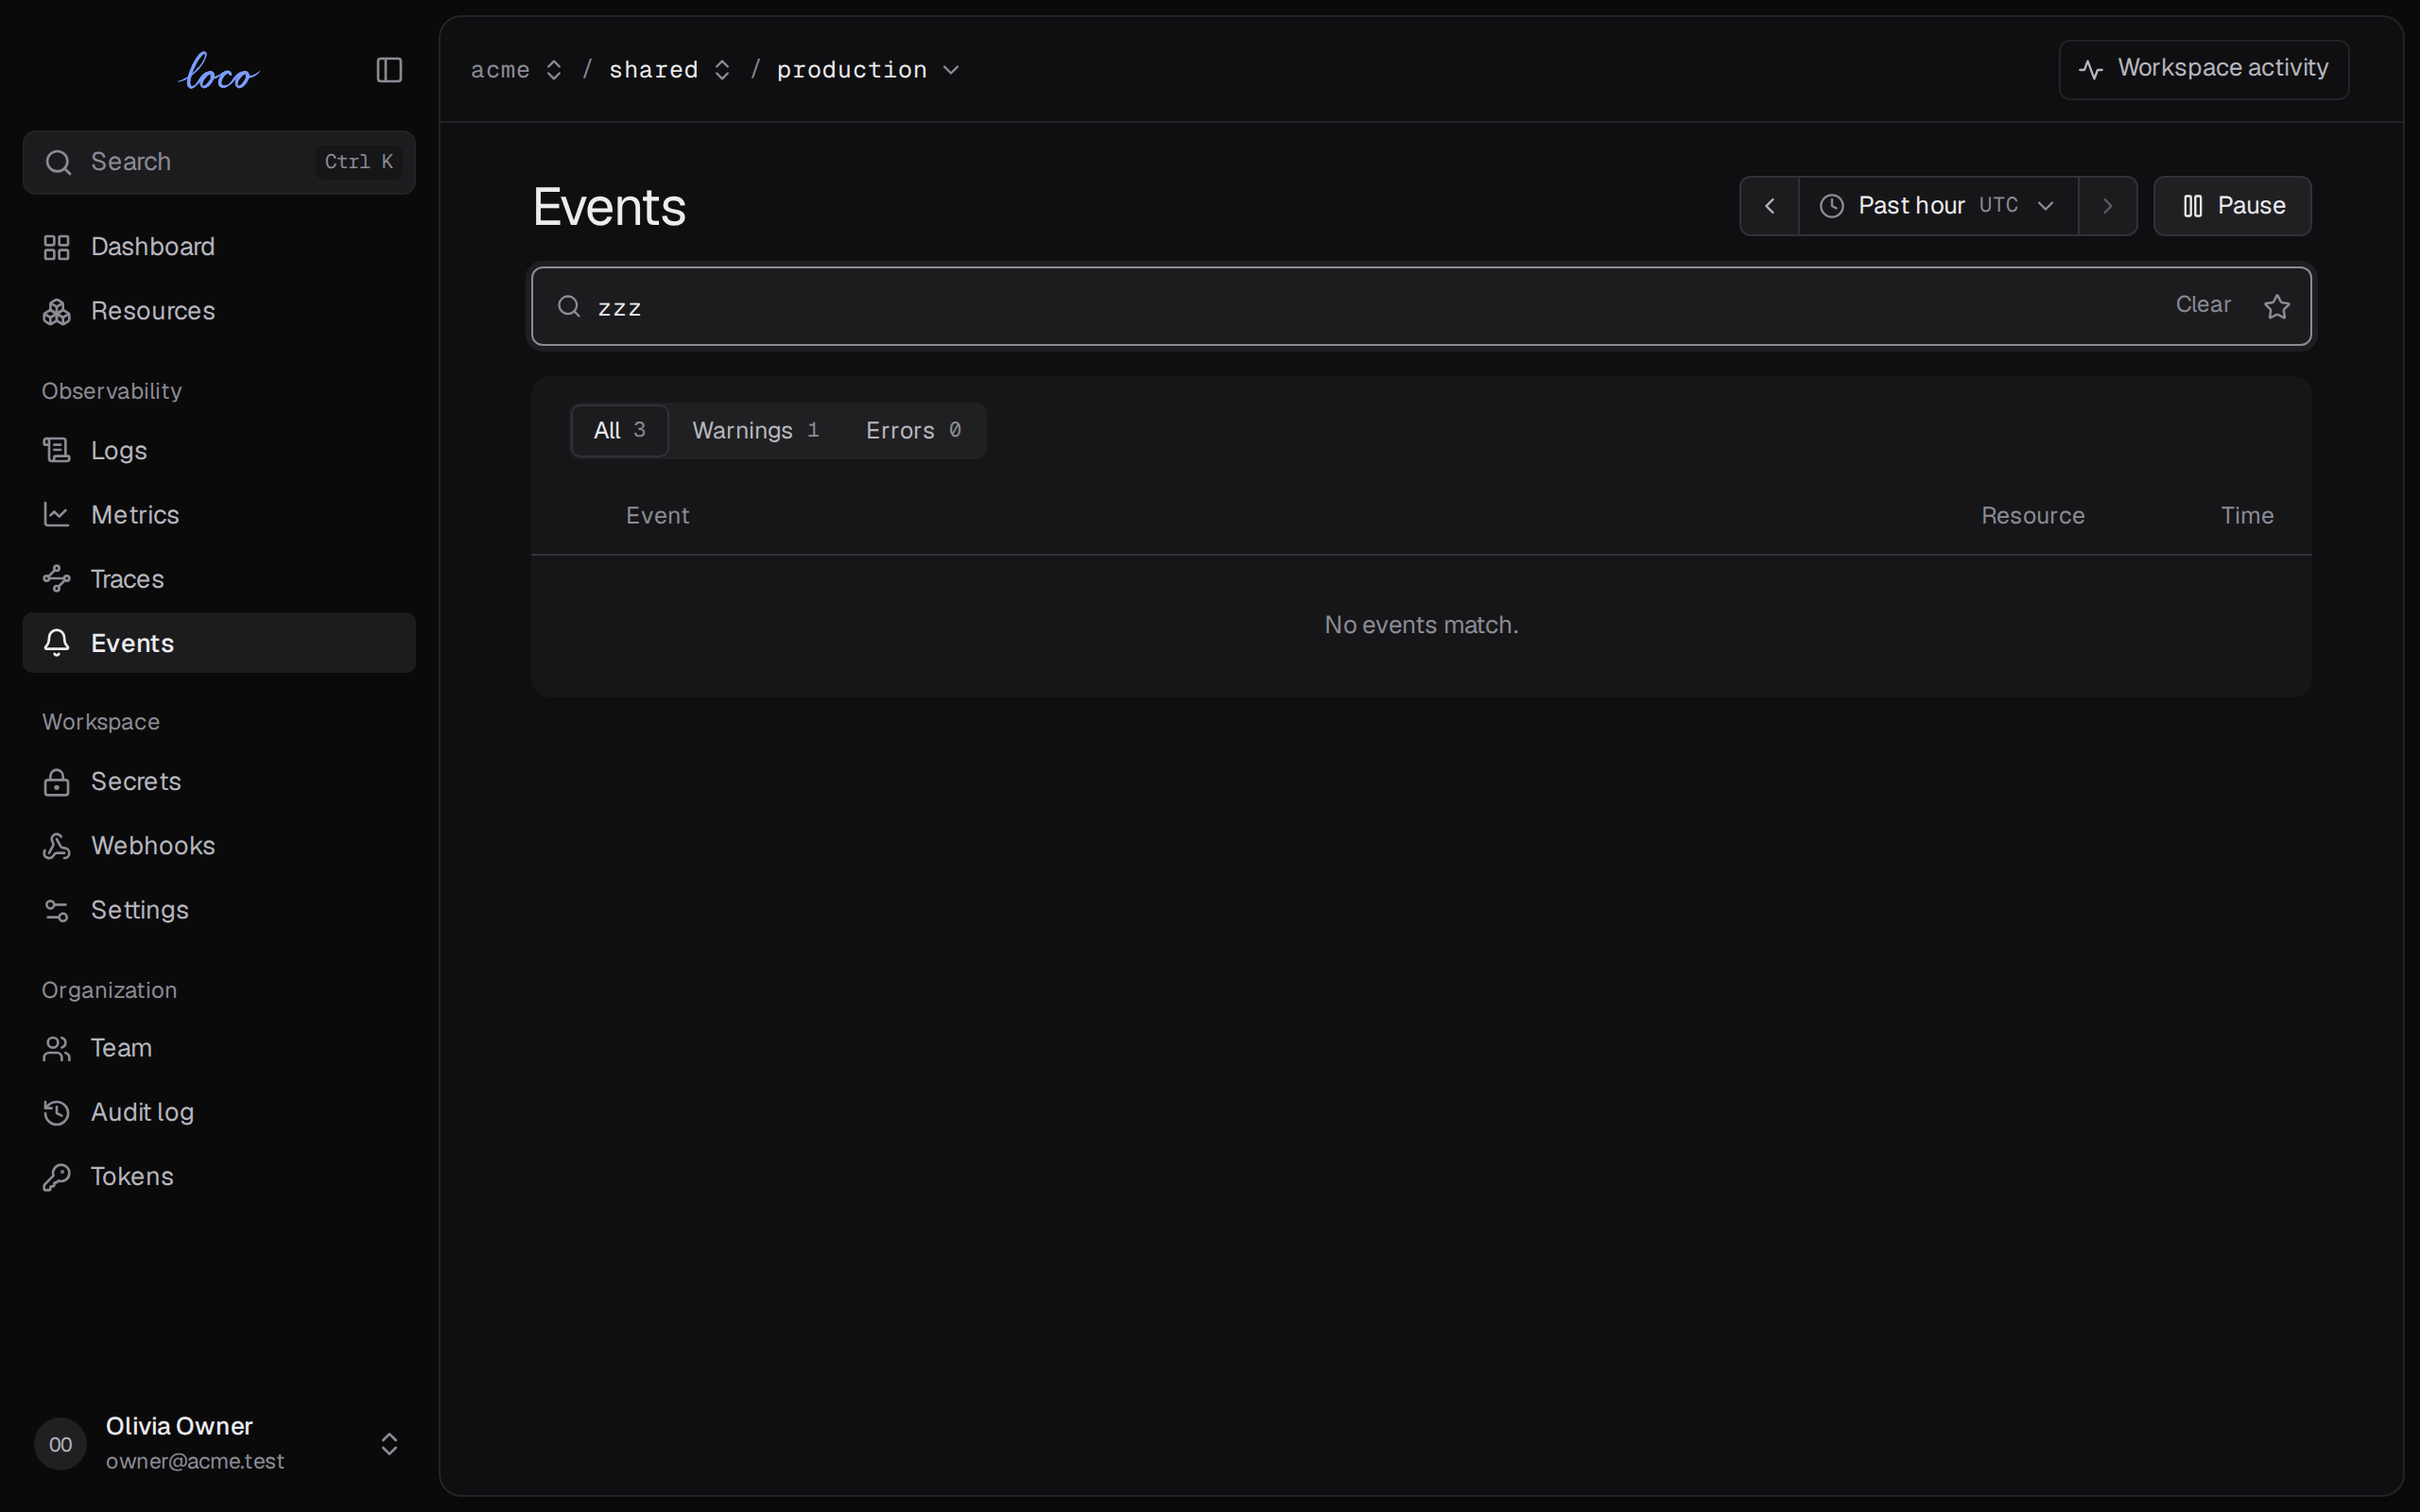 loco
Search Ctrl K
Dashboard
Resources
Observability
Logs
Metrics
Traces
Events
Workspace
Secrets
Webhooks
Settings
Organization
Team
Audit log
Tokens
OO Olivia Owner
owner@acme.test
acme / shared / production
Workspace activity
Events
Past hour UTC
Pause
zzz
Clear
All 3 Warnings 1 Errors 0
Event Resource Time
No events match.